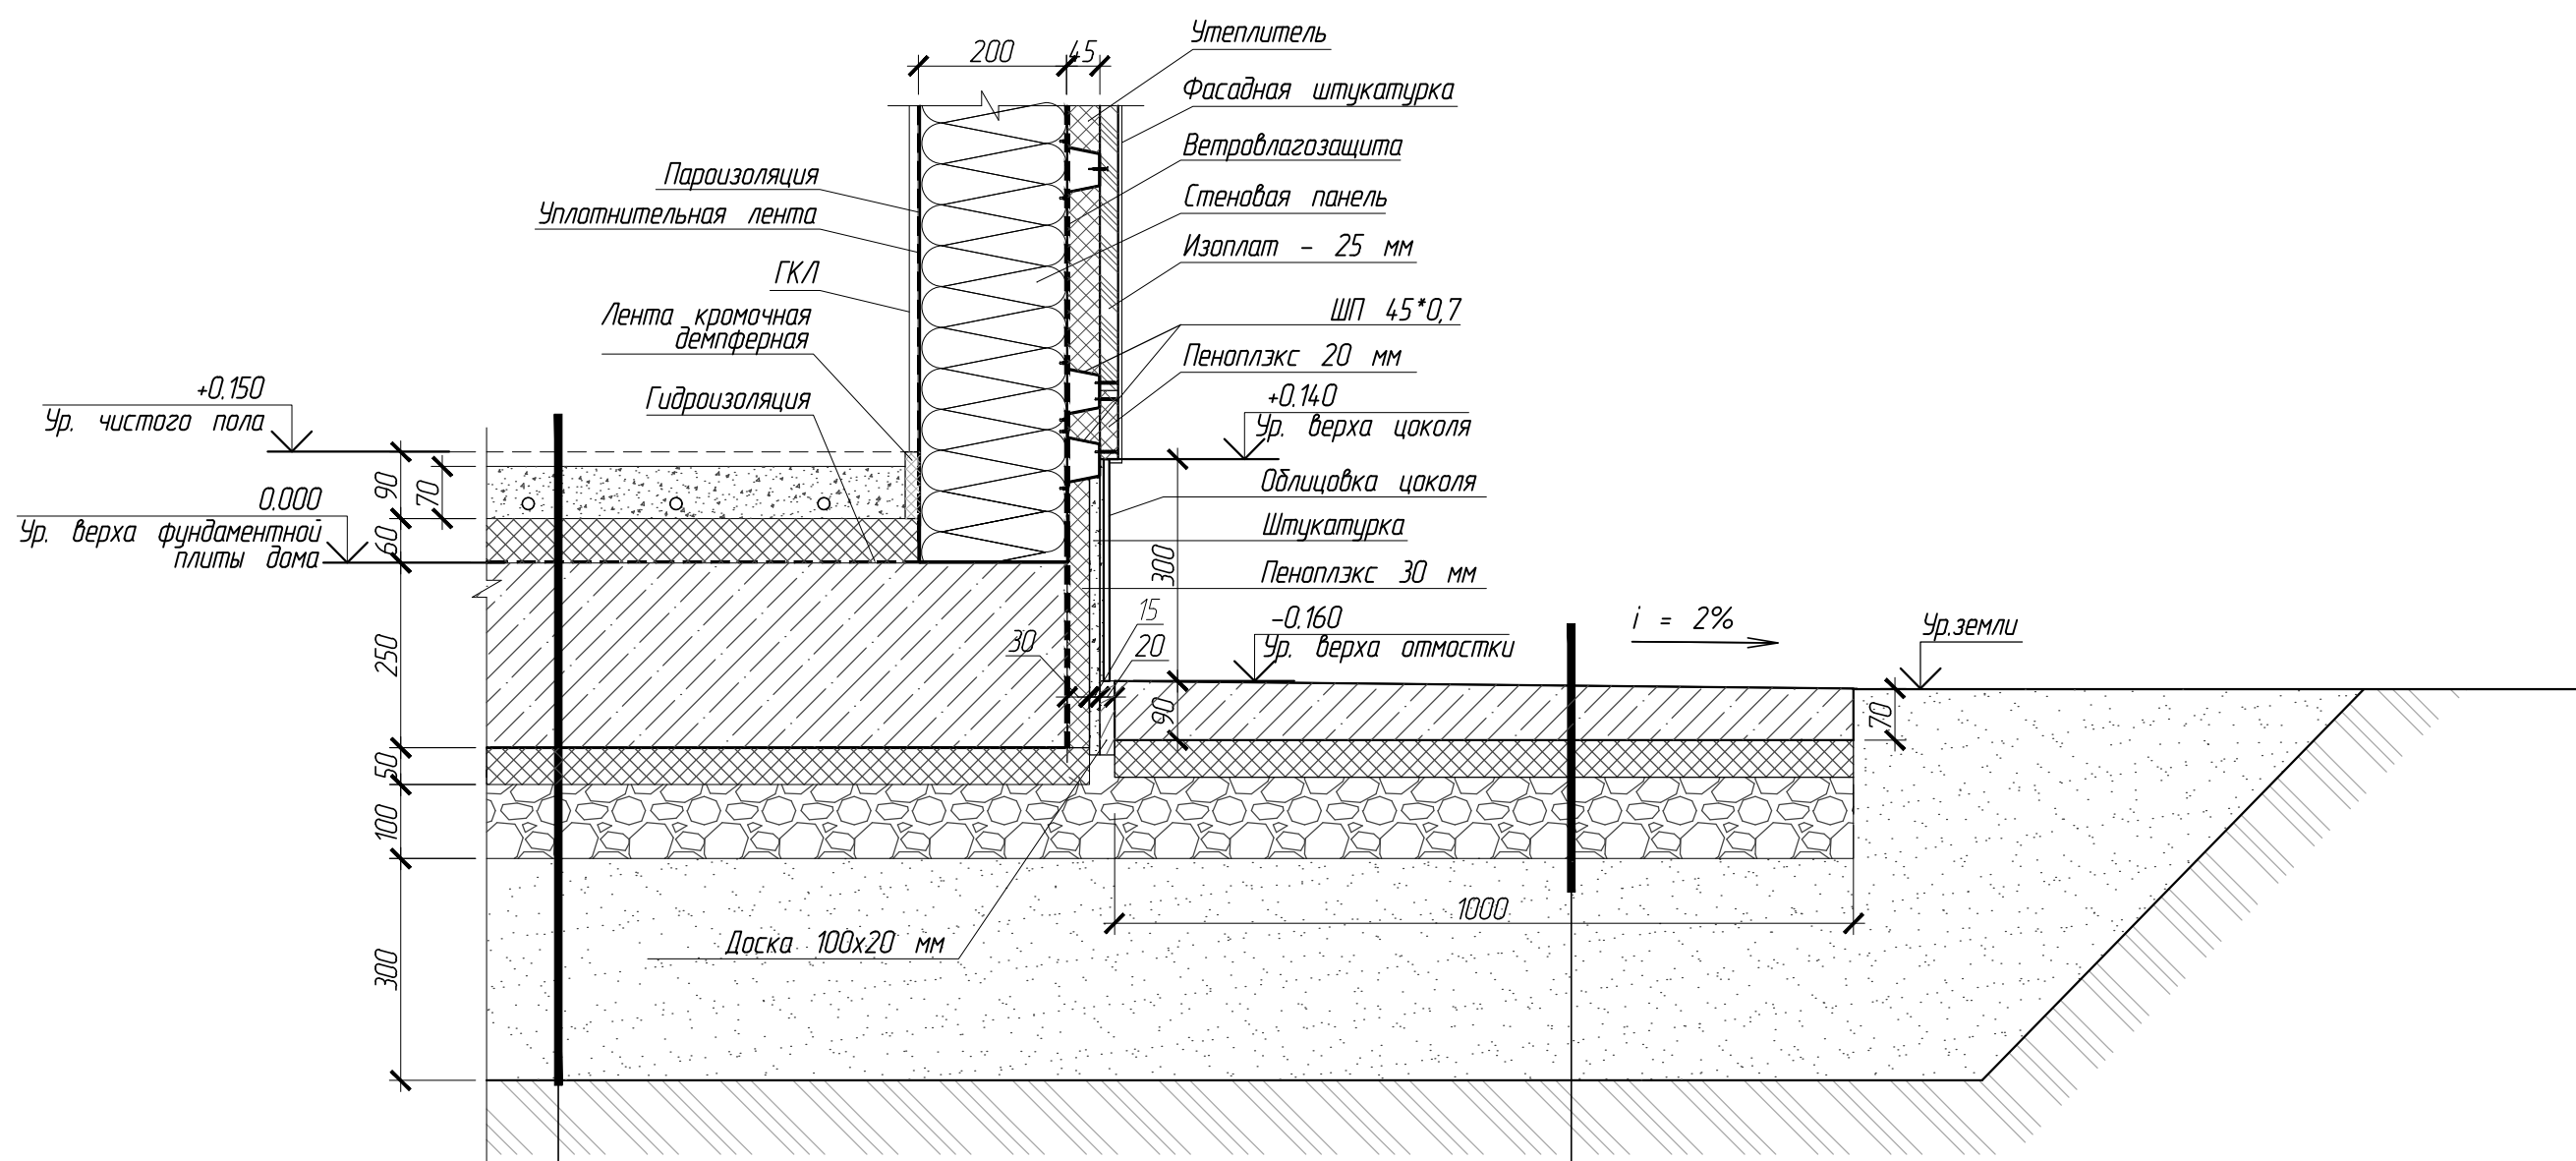 200
45
Утеплитель
Фасадная штукатурка
Ветровлагозащита
Стеновая панель
Изоплат - 25 мм
ШП 45*0,7
Пеноплэкс 20 мм
+0,140
Ур. верха цоколя
Облицовка цоколя
Штукатурка
Пеноплэкс 30 мм
Пароизоляция
Уплотнительная лента
ГКЛ
Лента кромочная
демпферная
Гидроизоляция
+0,150
Ур. чистого пола
0,000
Ур. верха фундаментной
плиты дома
90
70
60
250
50
100
300
300
30
15
20
-0,160
Ур. верха отмостки
90
i = 2%
Ур.земли
70
1000
Доска 100х20 мм